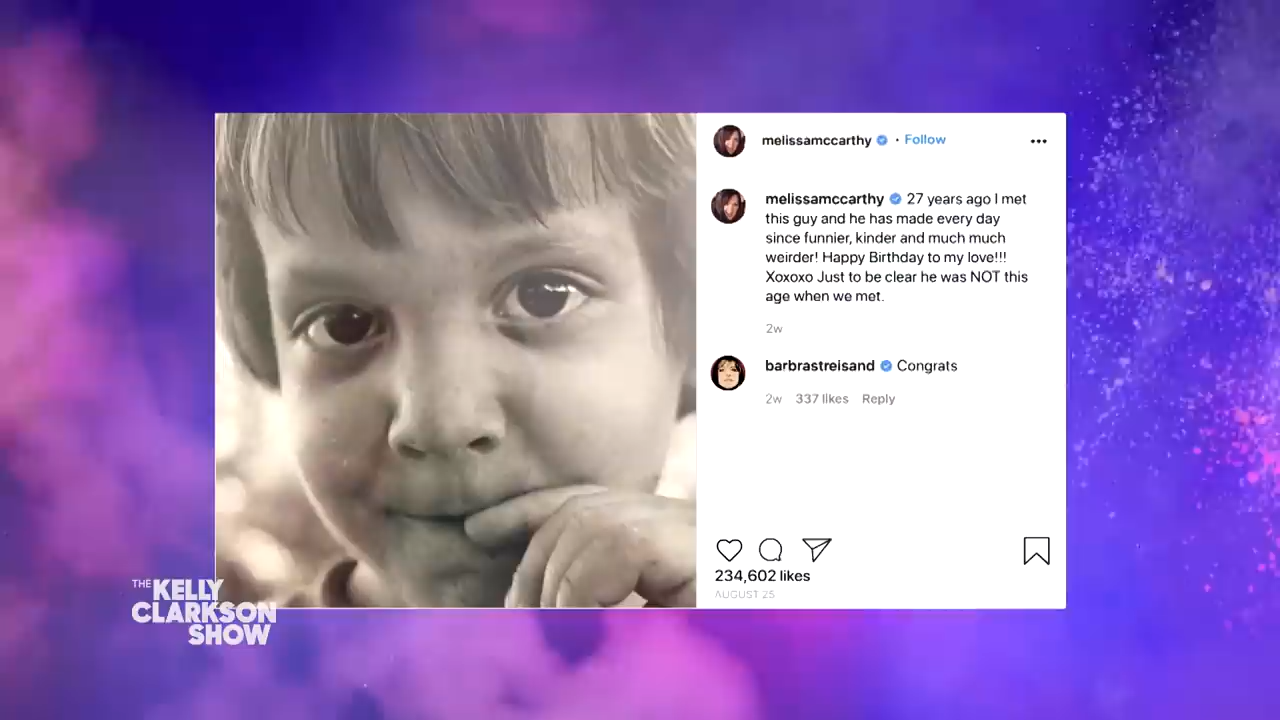 melissamccarthy • Follow
melissamccarthy 27 years ago I met
this guy and he has made every day
since funnier, kinder and much much
weirder! Happy Birthday to my love!!!
Xoxoxo Just to be clear he was NOT this
age when we met.
2w
barbrastreisand Congrats
2w 337 likes Reply
234,602 likes
AUGUST 25
THE KELLY
CLARKSON
SHOW